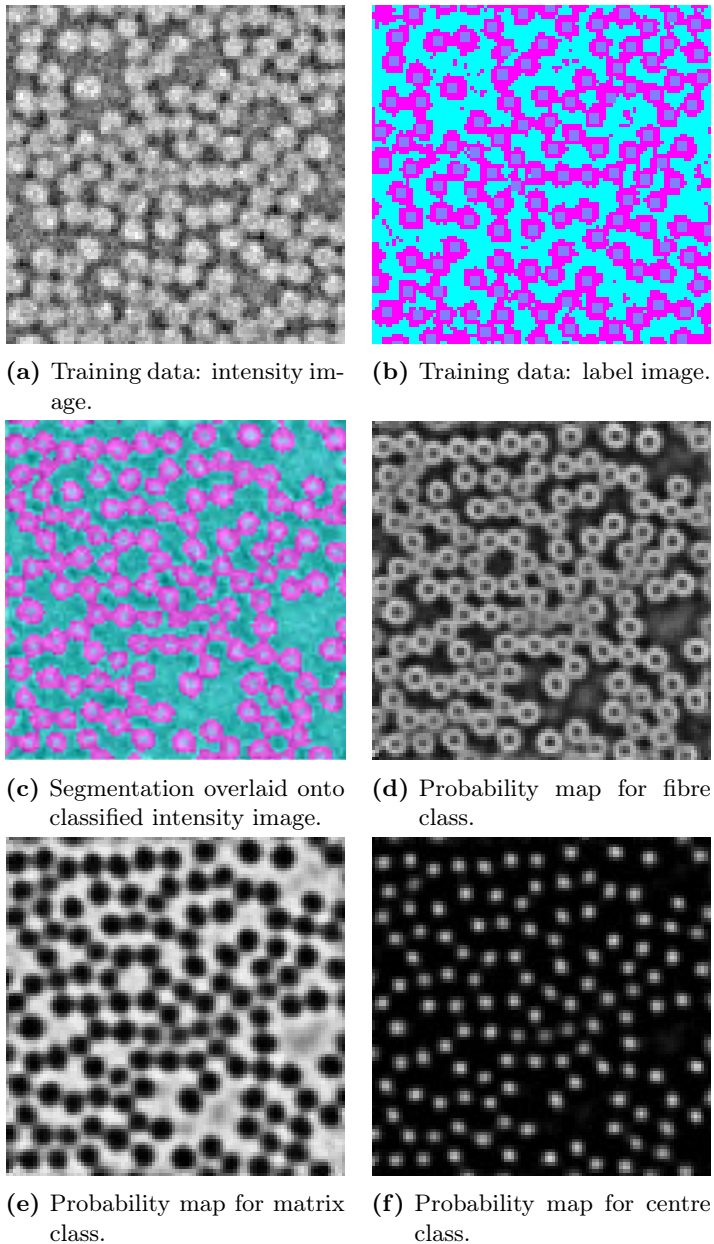 (a) Training data: intensity im-
age.
(b) Training data: label image.
(c) Segmentation overlaid onto
classified intensity image.
(d) Probability map for fibre
class.
(e) Probability map for matrix
class.
(f) Probability map for centre
class.